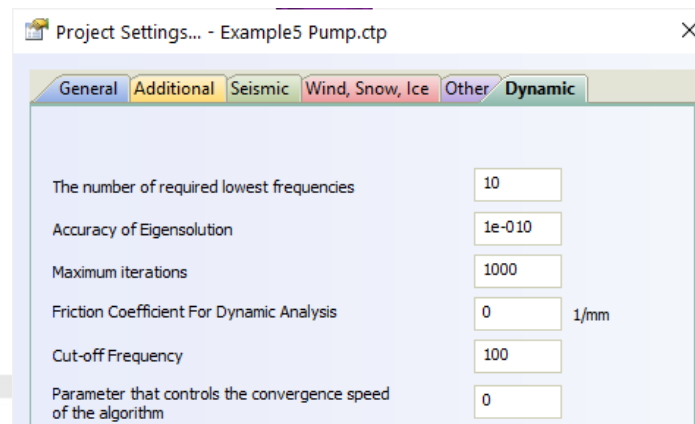 Project Settings... - Example5 Pump.ctp
General Additional Seismic Wind, Snow, Ice Other Dynamic
The number of required lowest frequencies 10
Accuracy of Eigensolution 1e-010
Maximum iterations 1000
Friction Coefficient For Dynamic Analysis 0 1/mm
Cut-off Frequency 100
Parameter that controls the convergence speed
of the algorithm 0